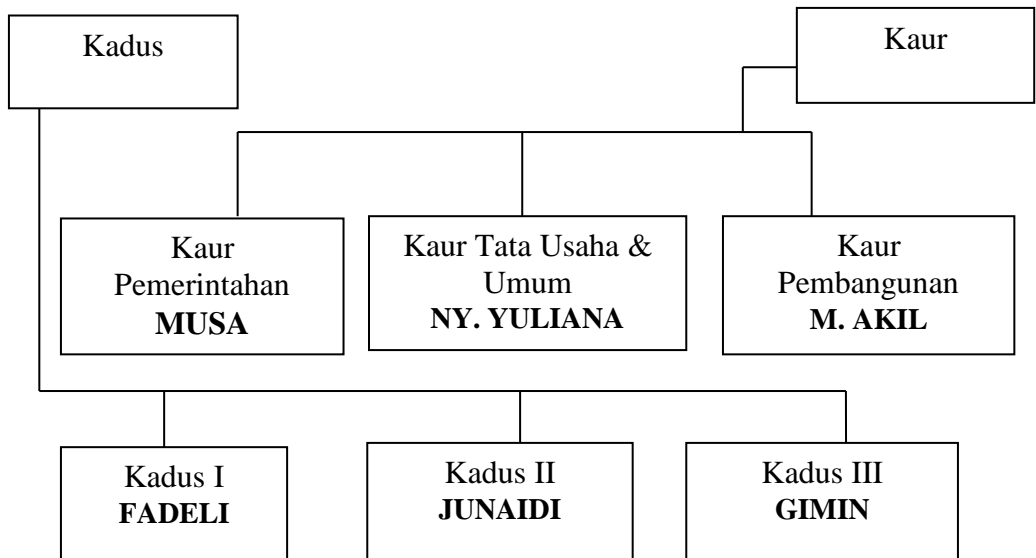 Kadus
Kaur
Kaur
Pemerintahan
MUSA
Kaur Tata Usaha &
Umum
NY. YULIANA
Kaur
Pembangunan
M. AKIL
Kadus I
FADELI
Kadus II
JUNAIDI
Kadus III
GIMIN